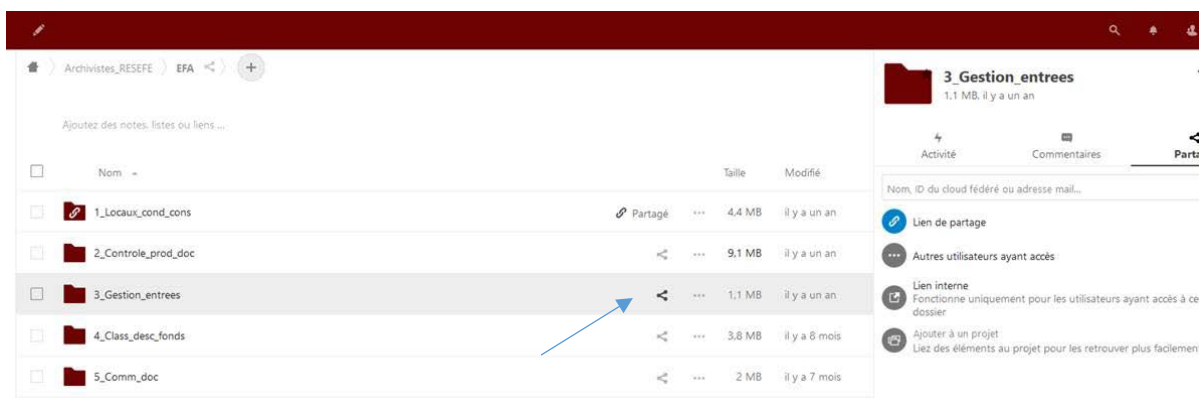 Archivistes_RESEFE EFA
Ajoutez des notes, listes ou liens ...
Nom Taille Modifié
1_Locaux_cond_cons Partagé ... 4,4 MB il y a un an
2_Controle_prod_doc ... 9,1 MB il y a un an
3_Gestion_entrees ... 1,1 MB il y a un an
4_Class_desc_fonds ... 3,8 MB il y a 8 mois
5_Comm_doc ... 2 MB il y a 7 mois
3_Gestion_entrees
1,1 MB, il y a un an
Activité Commentaires Parta
Nom, ID du cloud fédéré ou adresse mail...
Lien de partage
Autres utilisateurs ayant accès
Lien interne
Fonctionne uniquement pour les utilisateurs ayant accès à ce
dossier
Ajouter à un projet
Liez des éléments au projet pour les retrouver plus facilemen